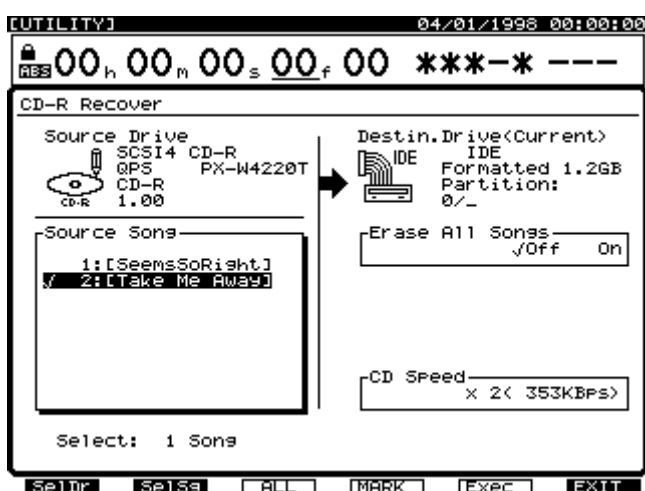 [UTILITY] 04/01/1998 00:00:00
ABS 00h 00m 00s 00f 00 ***-* ---
CD-R Recover
Source Drive
SCSI4 CD-R
QPS PX-W4220T
CD-R
1.00
CD-R
Destin.Drive(Current)
IDE
IDE
Formatted 1.2GB
Partition:
0/_
Source Song
1:[SeemsSoRight]
√ 2:[Take Me Away]
Select: 1 Song
Erase All Songs
√Off On
CD Speed
x 2( 353KBps)
SelDr SelSg ALL MARK Exec EXIT